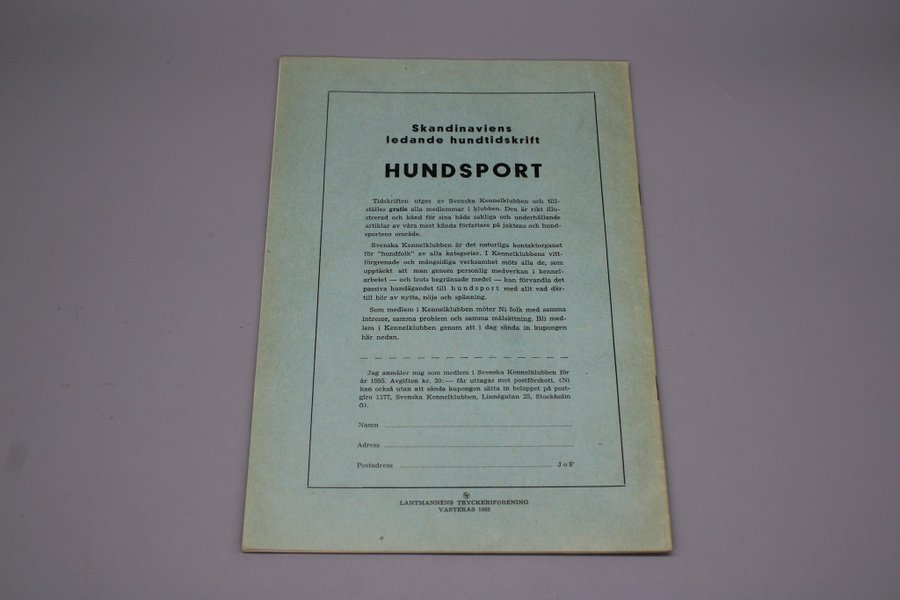 Skandinaviens
ledande hundtidskrift
HUNDSPORT
Tidskriften utges av Svenska Kennelklubben och till-
ställes gratis alla medlemmar i klubben. Den är rikt illu-
strerad och känd för sina både sakliga och underhållande
artiklar av våra mest kända författare på jaktens och hund-
sportens område.
Svenska Kennelklubben är det naturliga kontaktorganet
för "hundfolk" av alla kategorier. I Kennelklubbens vitt-
förgrenade och mångsidiga verksamhet möts alla de, som
upptäckt att man genom personlig medverkan i kennel-
arbetet — och trots begränsade medel — kan förvandla det
passiva hundägandet till hundsport med allt vad där-
till hör av nytta, nöje och spänning.
Som medlem i Kennelklubben möter Ni folk med samma
intresse, samma problem och samma målsättning. Bli med-
lem i Kennelklubben genom att i dag sända in kupongen
här nedan.
Jag anmäler mig som medlem i Svenska Kennelklubben för
år 1955. Avgiften kr. 20:— får uttagas mot postförskott. (Ni
kan också utan att sända kupongen sätta in beloppet på post-
giro 1177, Svenska Kennelklubben, Linnégatan 25, Stockholm
Ö).
Namn
Adress
Postadress J o F
LANTMANNENS TRYCKERIFÖRENING
VÄSTERÅS 1955